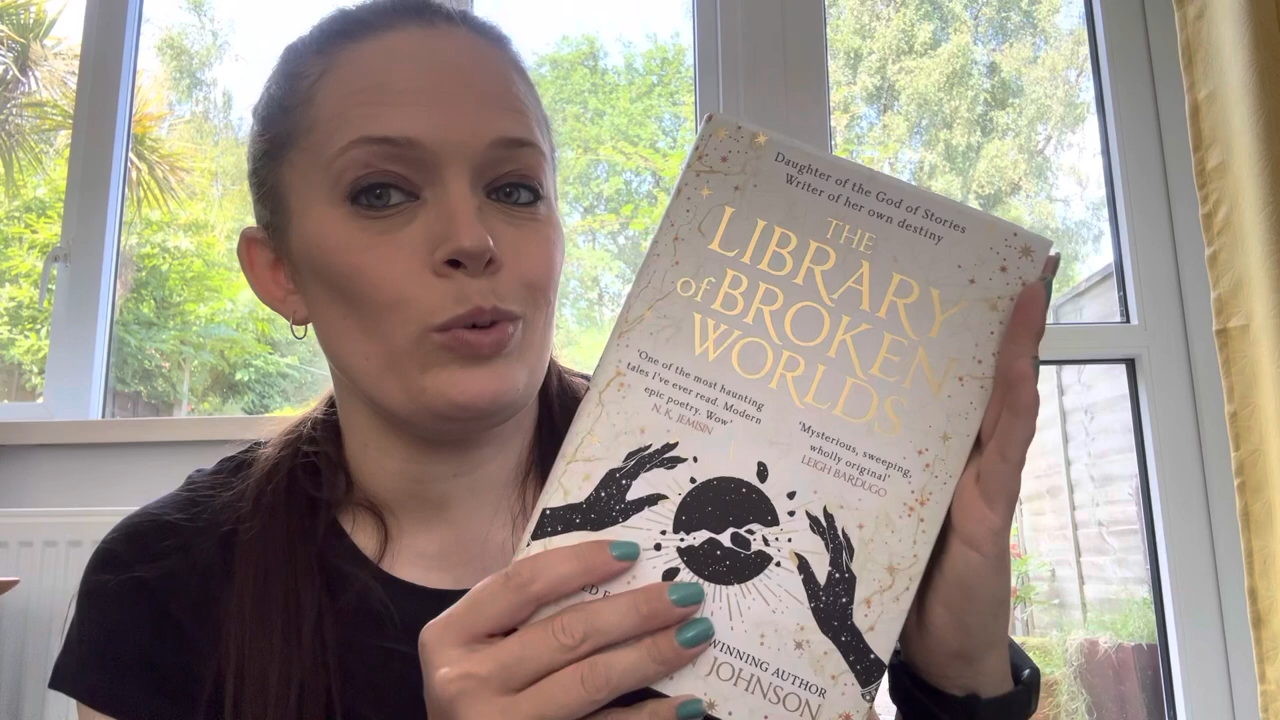 Daughter of the God of Stories
Writer of her own destiny
THE
LIBRARY
of BROKEN
WORLDS
'One of the most haunting
tales I've ever read. Modern
epic poetry. Wow'
N. K. JEMISIN
'Mysterious, sweeping,
wholly original'
LEIGH BARDUGO
WINNING AUTHOR
JOHNSON